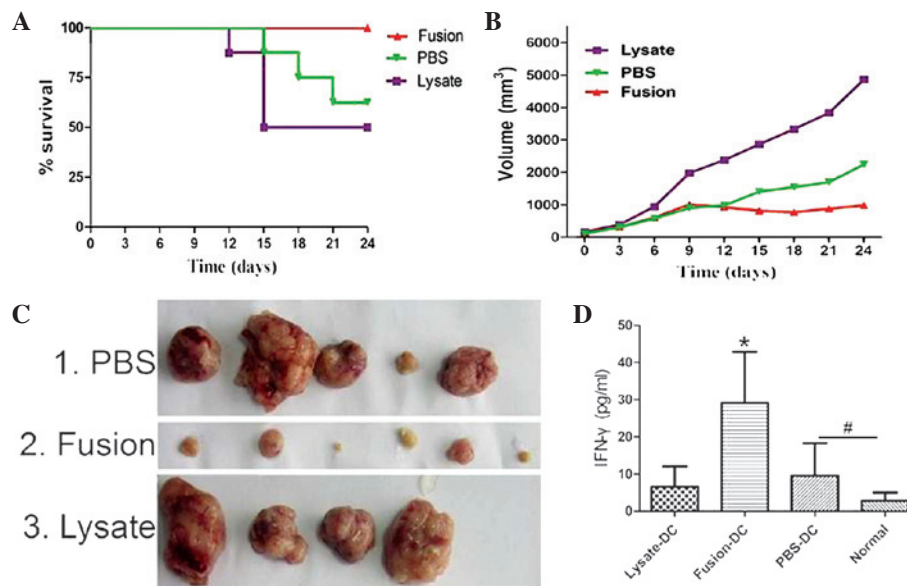 A
100
75
50
25
0
% survival
0 3 6 9 12 15 18 21 24
Time (days)
Fusion
PBS
Lysate
B
6000
5000
4000
3000
2000
1000
0
Volume (mm³)
0 3 6 9 12 15 18 21 24
Time (days)
Lysate
PBS
Fusion
C
1. PBS
2. Fusion
3. Lysate
D
50
40
30
20
10
0
IFN-γ (pg/ml)
*
#
Lysate-DC
Fusion-DC
PBS-DC
Normal